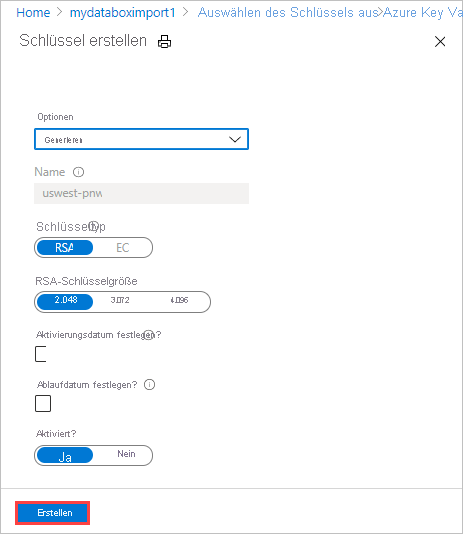 Home > mydataboximport1 > Auswählen des Schlüssels aus > Azure Key Va
Schlüssel erstellen
Optionen
Generieren
Name
uswest-pnw
Schlüsseltyp
RSA EC
RSA-Schlüsselgröße
2.048 3.072 4.096
Aktivierungsdatum festlegen?
Ablaufdatum festlegen?
Aktiviert?
Ja Nein
Erstellen